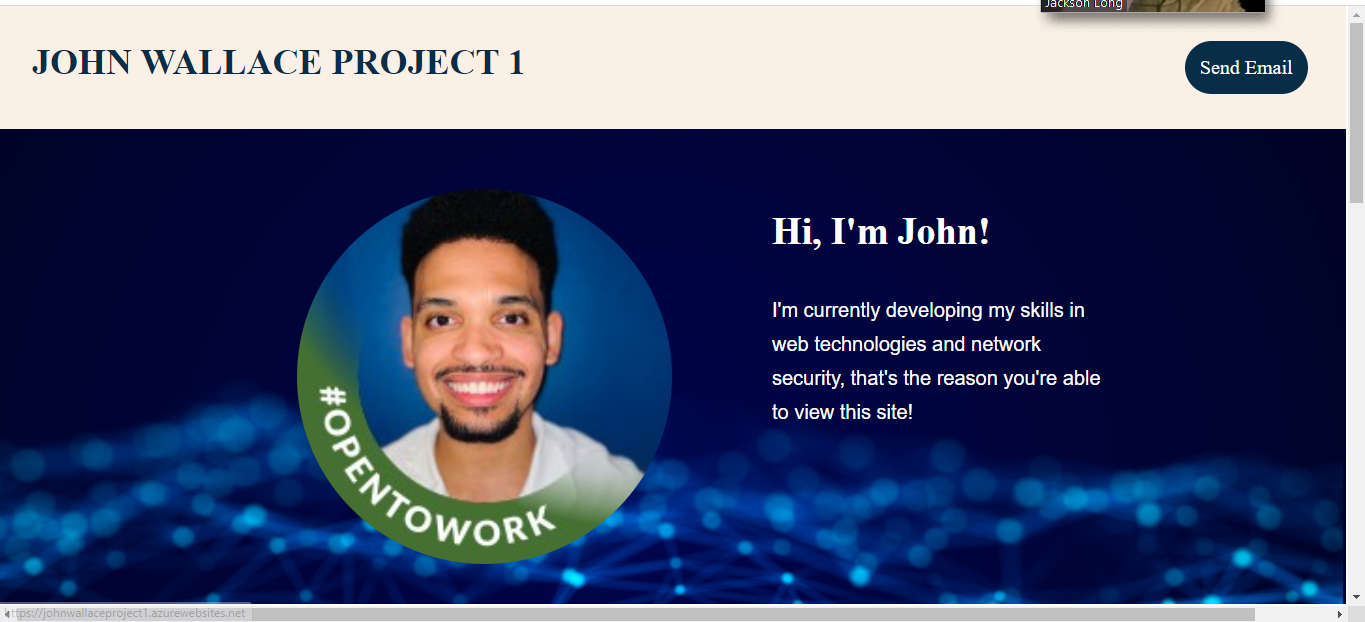 Jackson Long
JOHN WALLACE PROJECT 1
Send Email
Hi, I'm John!
I'm currently developing my skills in
web technologies and network
security, that's the reason you're able
to view this site!
#OPENTOWORK
https://johnwallaceproject1.azurewebsites.net